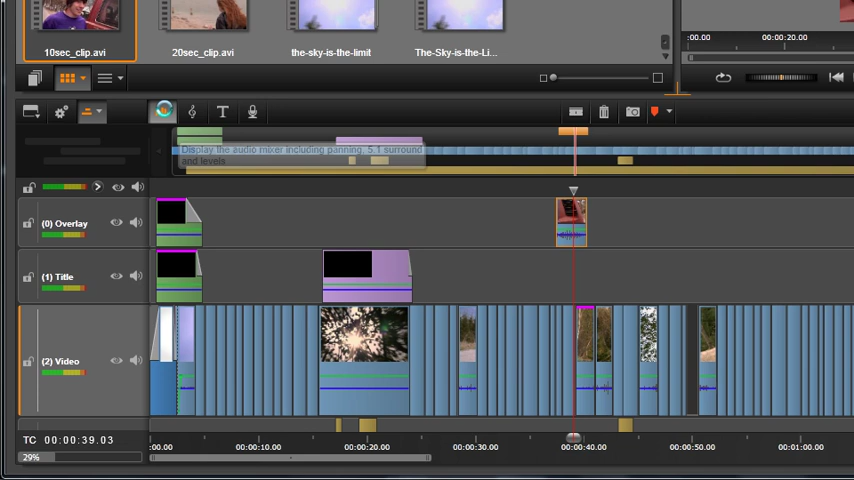 10sec_clip.avi
20sec_clip.avi
the-sky-is-the-limit
The-Sky-is-the-Li...
:00.00
00:00:20.00
T
Display the audio mixer including panning, 5.1 surround
and levels
(0) Overlay
(1) Title
(2) Video
TC 00:00:39.03
:00.00
00:00:10.00
00:00:20.00
00:00:30.00
00:00:40.00
00:00:50.00
00:01:00.00
29%